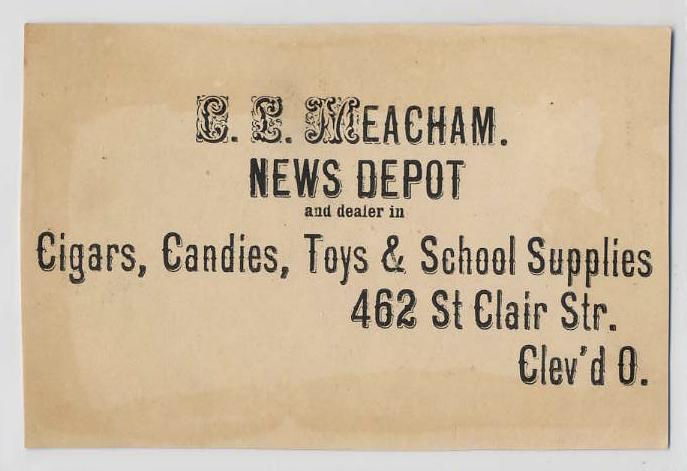 C. C. MEACHAM.
NEWS DEPOT
and dealer in
Cigars, Candies, Toys & School Supplies
462 St Clair Str.
Clev'd O.